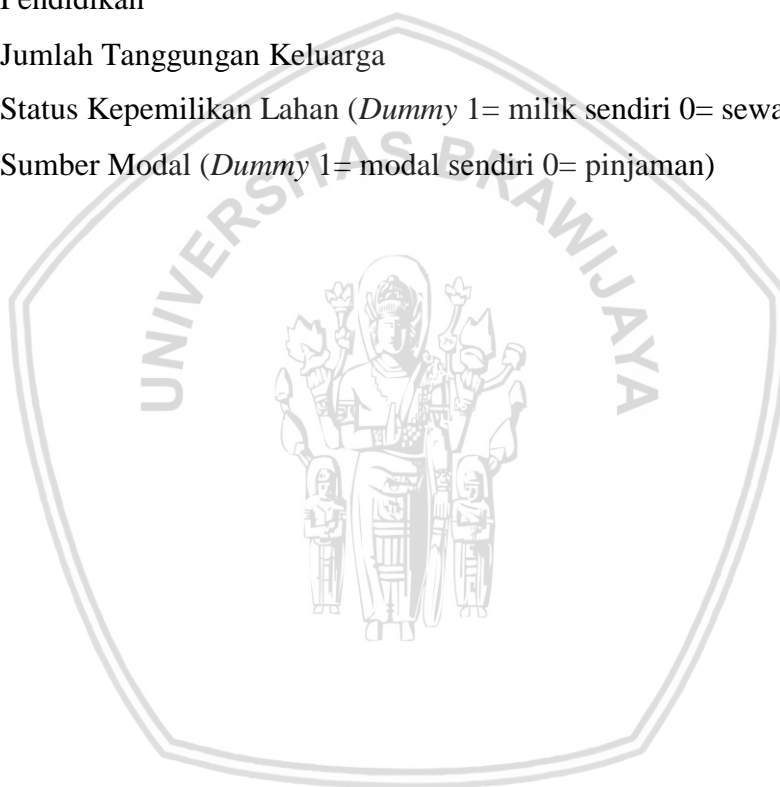 Pendidikan
Jumlah Tanggungan Keluarga
Status Kepemilikan Lahan (Dummy 1= milik sendiri 0= sewa
Sumber Modal (Dummy 1= modal sendiri 0= pinjaman)
UNIVERSITAS BRAWIJAYA